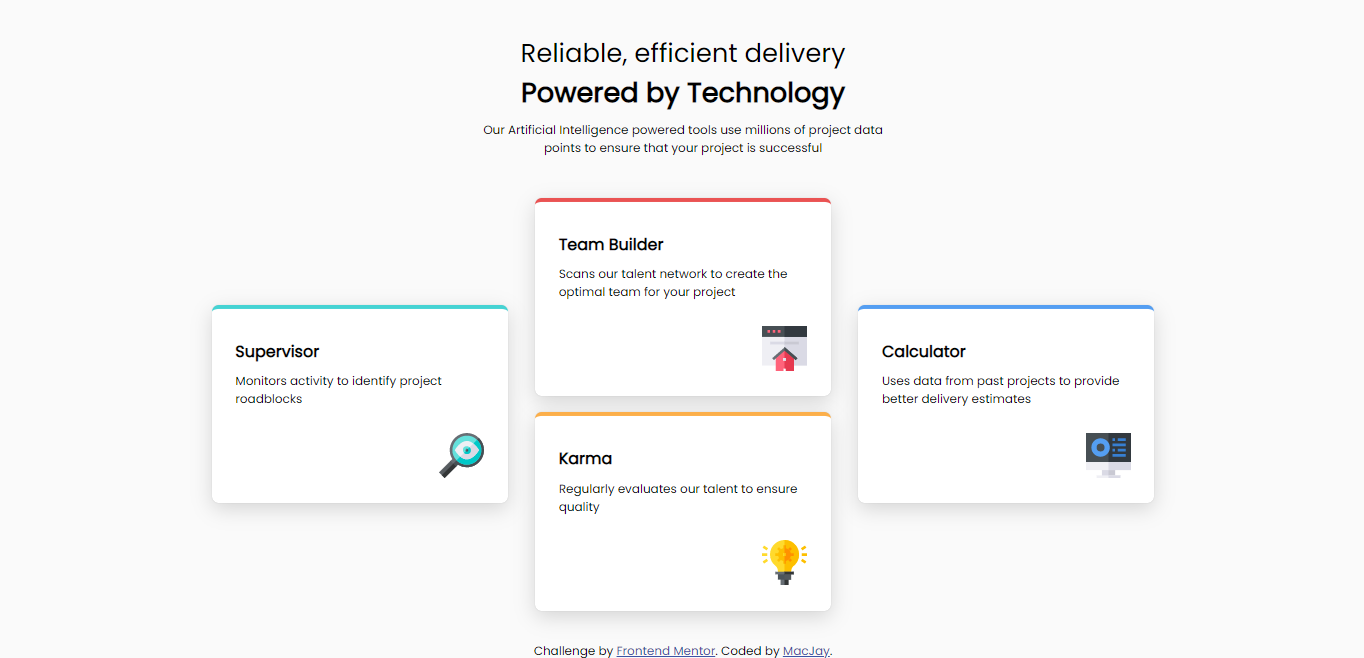 Reliable, efficient delivery
Powered by Technology
Our Artificial Intelligence powered tools use millions of project data
points to ensure that your project is successful
Supervisor
Monitors activity to identify project
roadblocks
Team Builder
Scans our talent network to create the
optimal team for your project
Karma
Regularly evaluates our talent to ensure
quality
Calculator
Uses data from past projects to provide
better delivery estimates
Challenge by Frontend Mentor. Coded by MacJay.